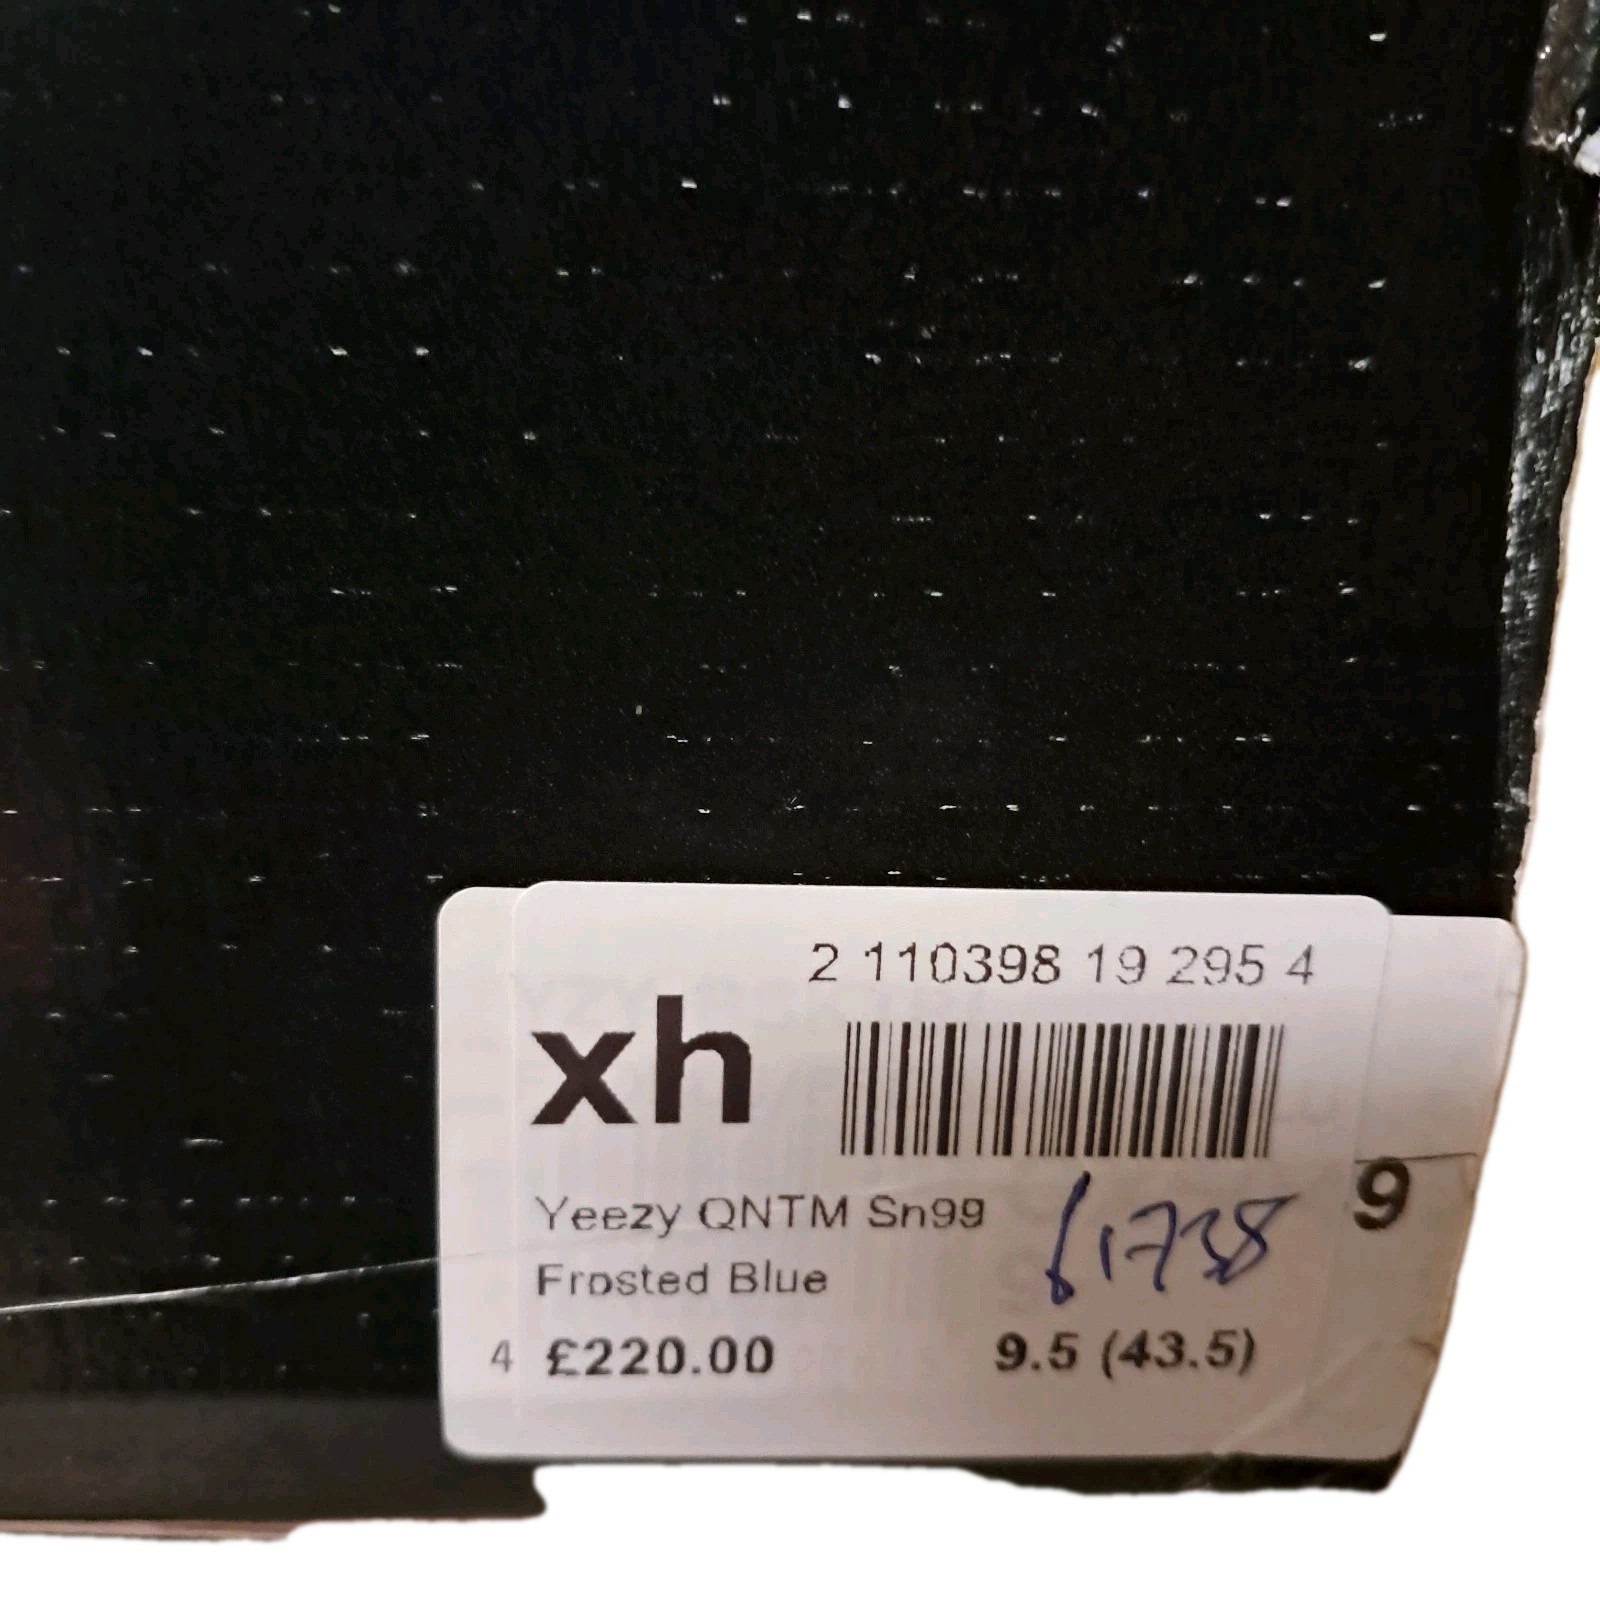 2 110398 19 295 4
xh
Yeezy QNTM Sn99
Frosted Blue
9
4 £220.00 9.5 (43.5)